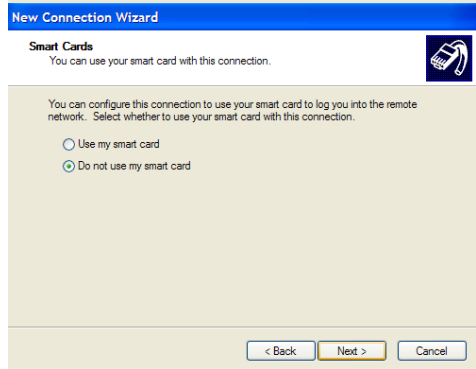 New Connection Wizard
Smart Cards
You can use your smart card with this connection.
You can configure this connection to use your smart card to log you into the remote
network. Select whether to use your smart card with this connection.
Use my smart card
Do not use my smart card
< Back Next > Cancel